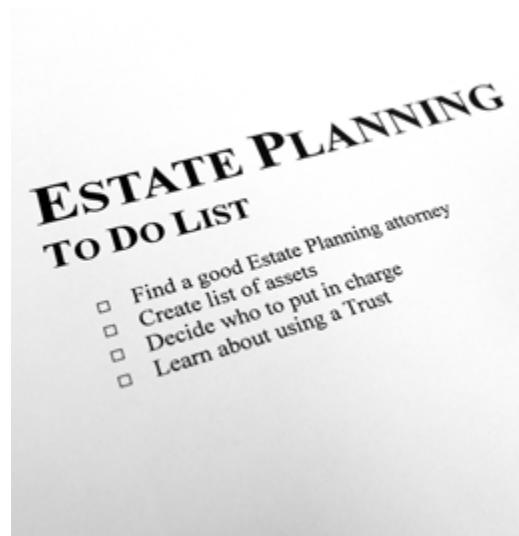 ESTATE PLANNING
TO DO LIST
☐ Find a good Estate Planning attorney
☐ Create list of assets
☐ Decide who to put in charge
☐ Learn about using a Trust